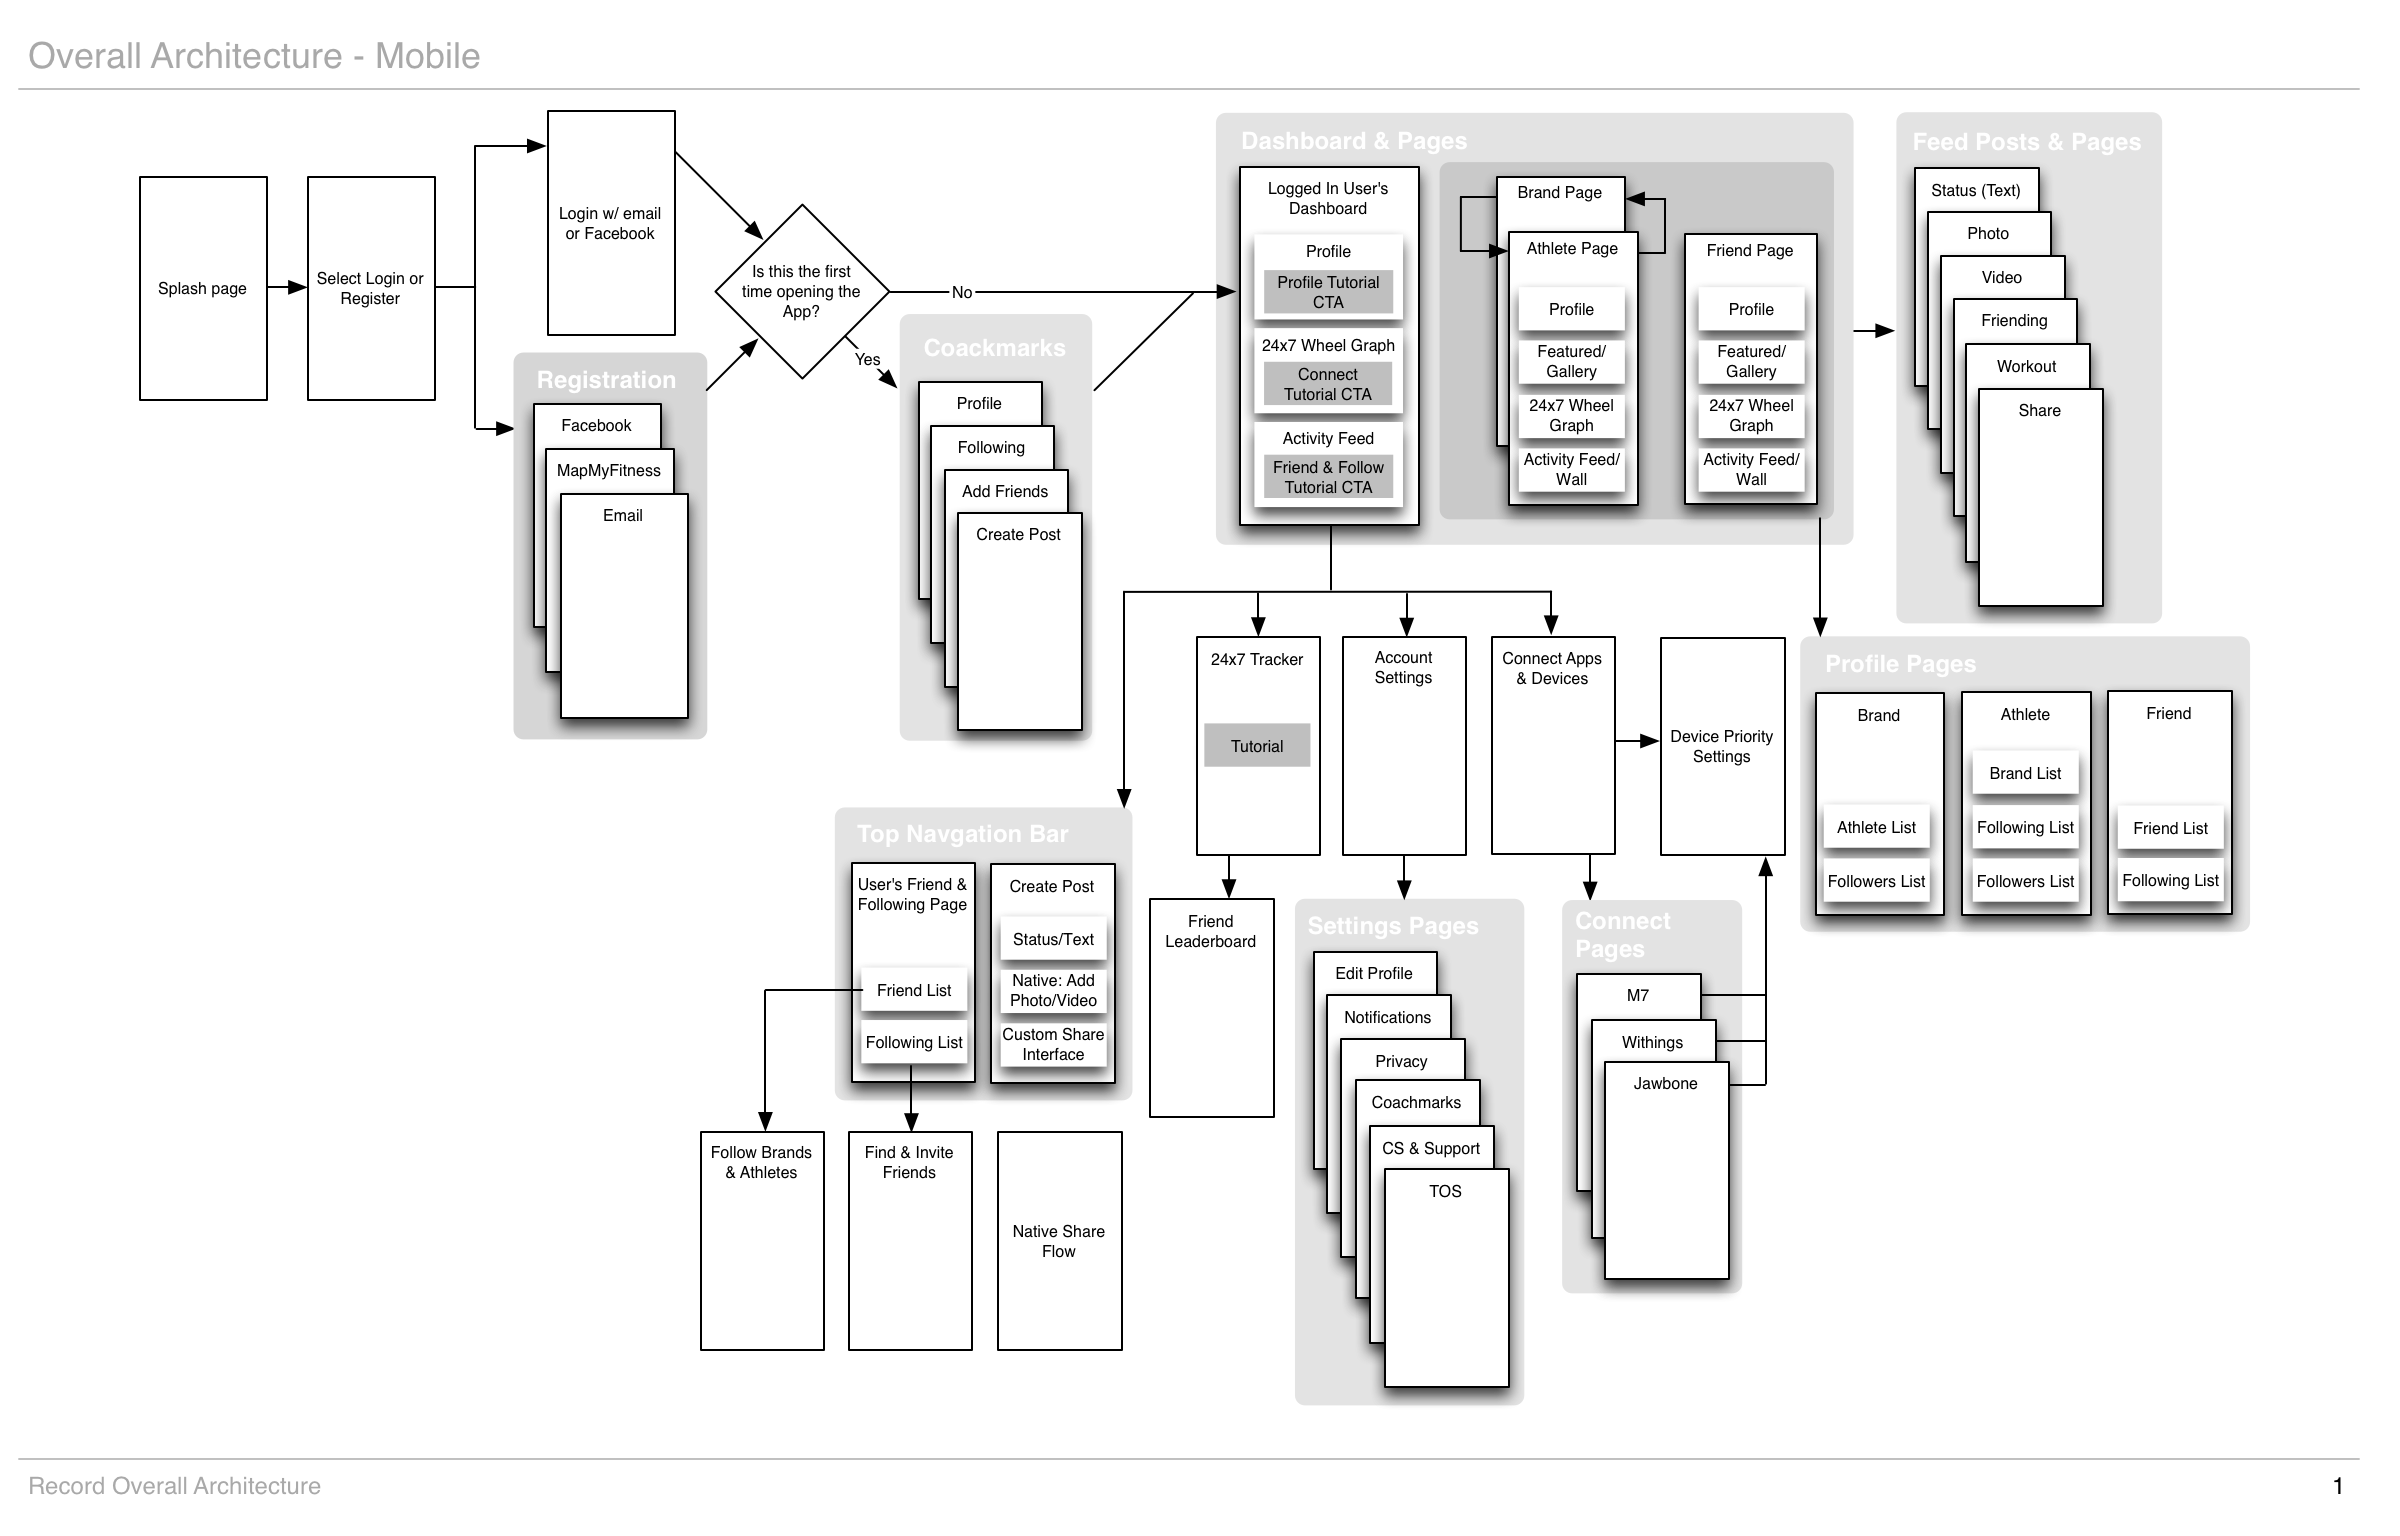 Overall Architecture - Mobile
Splash page
Select Login or
Register
Login w/ email
or Facebook
Registration
Facebook
MapMyFitness
Email
Is this the first
time opening the
App?
No
Yes
Coackmarks
Profile
Following
Add Friends
Create Post
Dashboard & Pages
Logged In User's
Dashboard
Profile
Profile Tutorial
CTA
24x7 Wheel Graph
Connect
Tutorial CTA
Activity Feed
Friend & Follow
Tutorial CTA
Brand Page
Athlete Page
Profile
Featured/
Gallery
24x7 Wheel
Graph
Activity Feed/
Wall
Friend Page
Profile
Featured/
Gallery
24x7 Wheel
Graph
Activity Feed/
Wall
Feed Posts & Pages
Status (Text)
Photo
Video
Friending
Workout
Share
24x7 Tracker
Tutorial
Account
Settings
Connect Apps
& Devices
Device Priority
Settings
Profile Pages
Brand
Athlete List
Followers List
Athlete
Brand List
Following List
Followers List
Friend
Friend List
Following List
Top Navgation Bar
User's Friend &
Following Page
Friend List
Following List
Create Post
Status/Text
Native: Add
Photo/Video
Custom Share
Interface
Friend
Leaderboard
Settings Pages
Edit Profile
Notifications
Privacy
Coachmarks
CS & Support
TOS
Connect
Pages
M7
Withings
Jawbone
Follow Brands
& Athletes
Find & Invite
Friends
Native Share
Flow
Record Overall Architecture
1